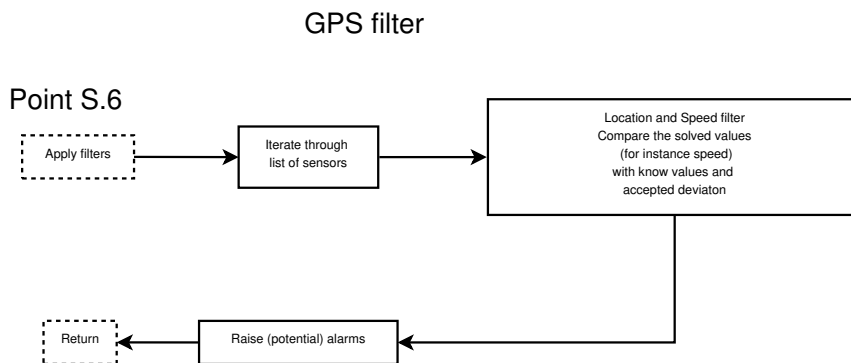 GPS filter
Point S.6
Apply filters
Iterate through
list of sensors
Location and Speed filter
Compare the solved values
(for instance speed)
with know values and
accepted deviaton
Return
Raise (potential) alarms